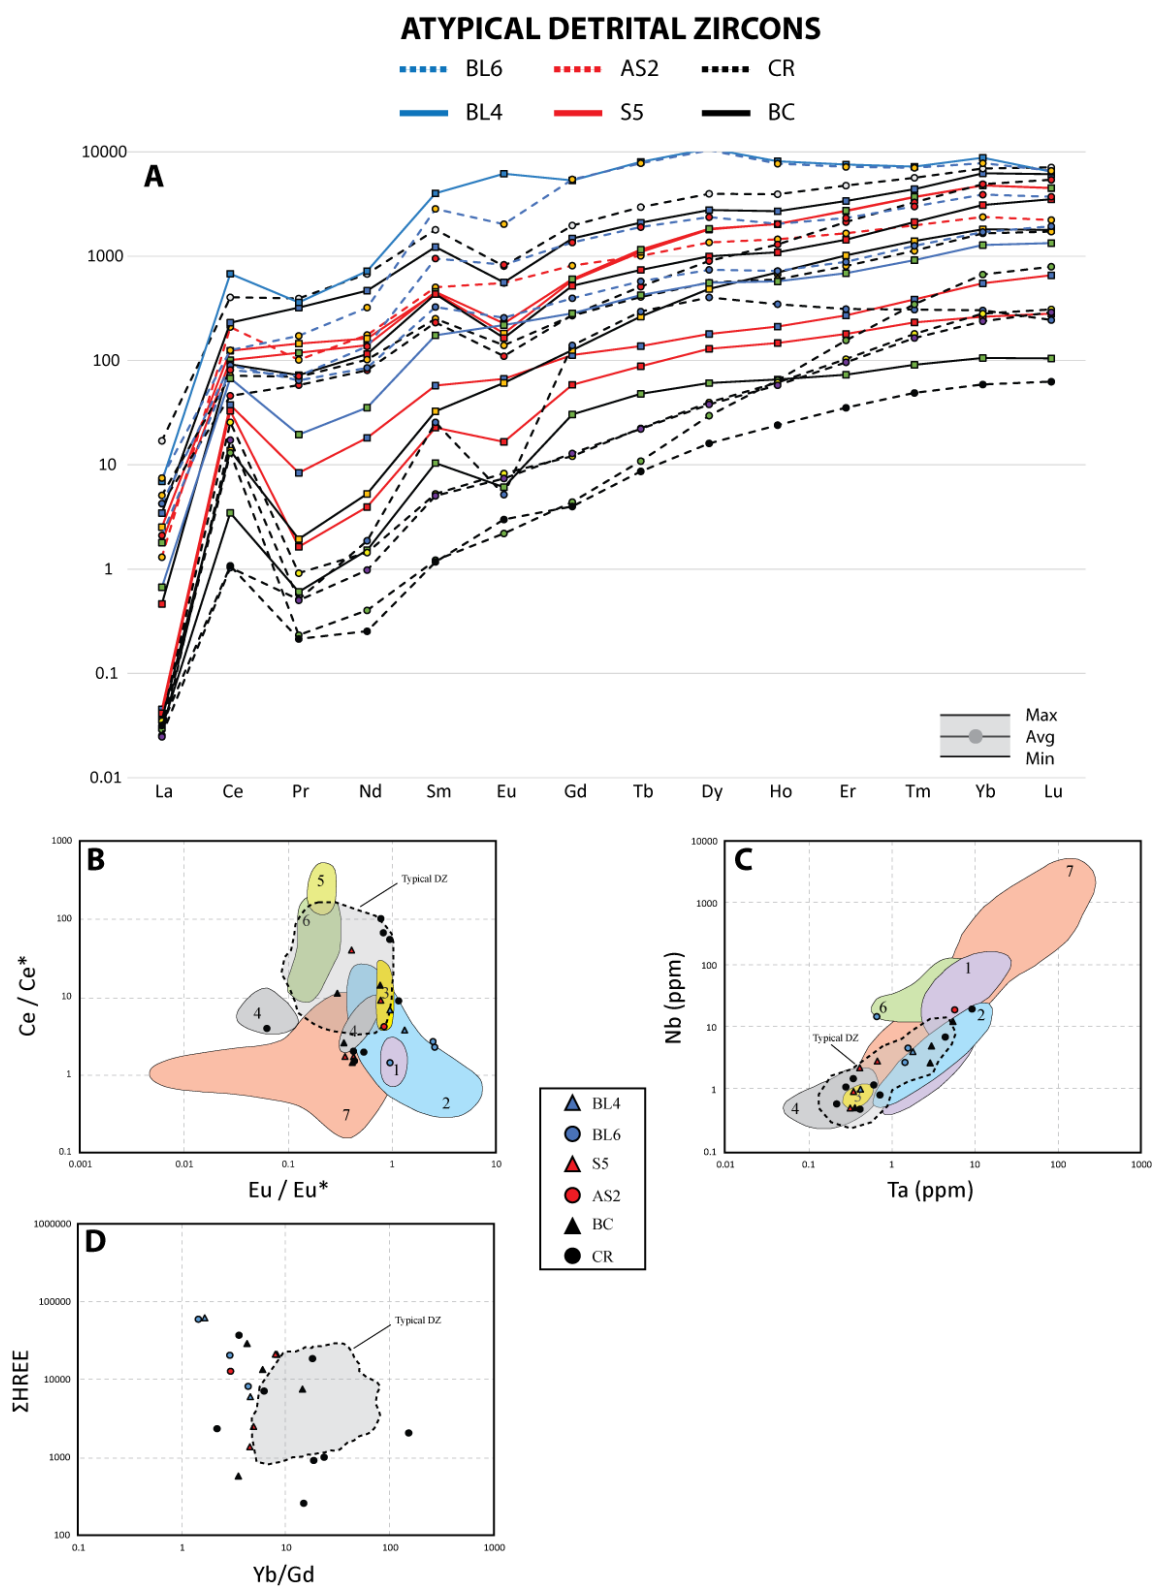 ATYPICAL DETRITAL ZIRCONS
BL6 AS2 CR
BL4 S5 BC
A
10000
1000
100
10
1
0.1
0.01
Max
Avg
Min
La Ce Pr Nd Sm Eu Gd Tb Dy Ho Er Tm Yb Lu
B
Ce / Ce*
1000
100
10
1
0.1
5
Typical DZ
6
4
3
4
1
2
7
0.001 0.01 0.1 1 10
Eu / Eu*
C
Nb (ppm)
10000
1000
100
10
1
0.1
7
1
6
2
Typical DZ
4
3
0.01 0.1 1 10 100 1000
Ta (ppm)
BL4
BL6
S5
AS2
BC
CR
D
ΣHREE
1000000
100000
10000
1000
100
Typical DZ
0.1 1 10 100 1000
Yb/Gd